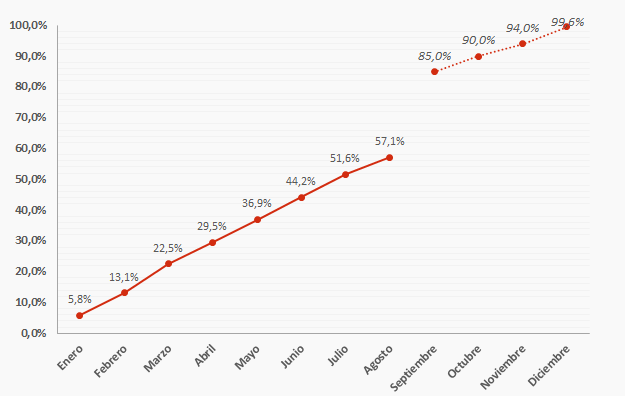 100,0%
90,0%
80,0%
70,0%
60,0%
50,0%
40,0%
30,0%
20,0%
10,0%
0,0%
5,8%
13,1%
22,5%
29,5%
36,9%
44,2%
51,6%
57,1%
85,0%
90,0%
94,0%
99,6%
Enero
Febrero
Marzo
Abril
Mayo
Junio
Julio
Agosto
Septiembre
Octubre
Noviembre
Diciembre